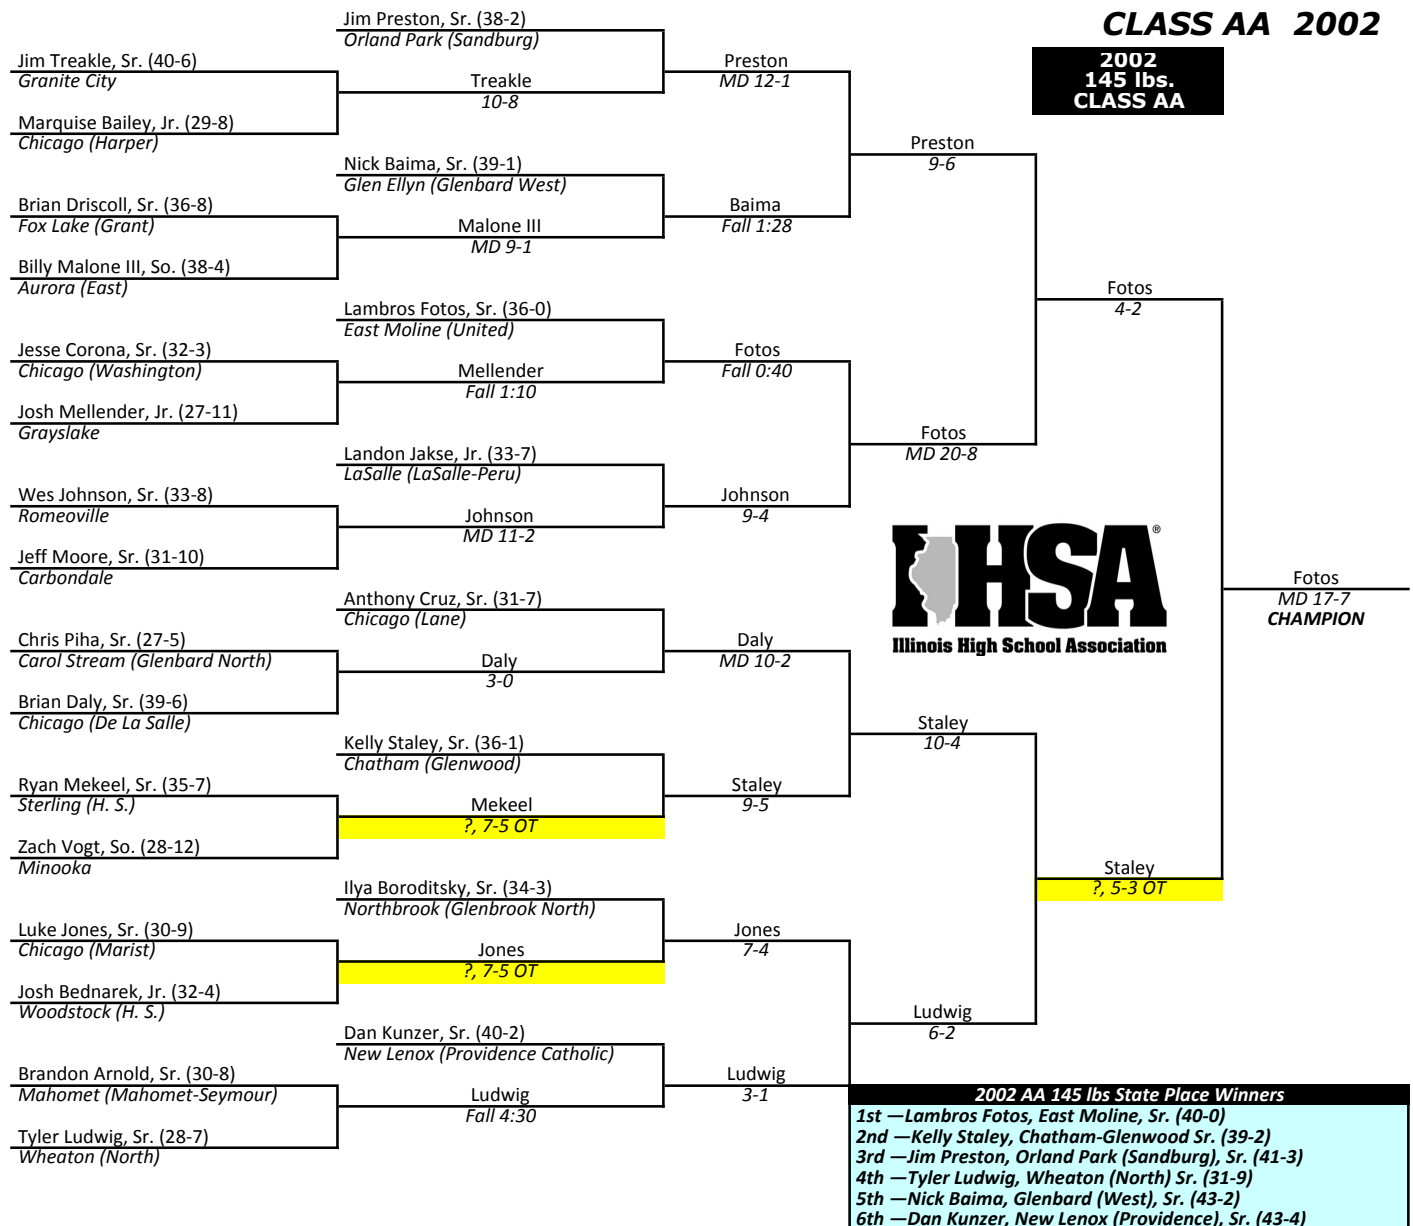 CLASS AA  2002
2002
145 lbs.
CLASS AA
Jim Treakle, Sr. (40-6)
Granite City
Marquise Bailey, Jr. (29-8)
Chicago (Harper)
Brian Driscoll, Sr. (36-8)
Fox Lake (Grant)
Billy Malone III, So. (38-4)
Aurora (East)
Jesse Corona, Sr. (32-3)
Chicago (Washington)
Josh Mellender, Jr. (27-11)
Grayslake
Wes Johnson, Sr. (33-8)
Romeoville
Jeff Moore, Sr. (31-10)
Carbondale
Chris Piha, Sr. (27-5)
Carol Stream (Glenbard North)
Brian Daly, Sr. (39-6)
Chicago (De La Salle)
Ryan Mekeel, Sr. (35-7)
Sterling (H. S.)
Zach Vogt, So. (28-12)
Minooka
Luke Jones, Sr. (30-9)
Chicago (Marist)
Josh Bednarek, Jr. (32-4)
Woodstock (H. S.)
Brandon Arnold, Sr. (30-8)
Mahomet (Mahomet-Seymour)
Tyler Ludwig, Sr. (28-7)
Wheaton (North)
Jim Preston, Sr. (38-2)
Orland Park (Sandburg)
Treakle
10-8
Nick Baima, Sr. (39-1)
Glen Ellyn (Glenbard West)
Malone III
MD 9-1
Lambros Fotos, Sr. (36-0)
East Moline (United)
Mellender
Fall 1:10
Landon Jakse, Jr. (33-7)
LaSalle (LaSalle-Peru)
Johnson
MD 11-2
Anthony Cruz, Sr. (31-7)
Chicago (Lane)
Daly
3-0
Kelly Staley, Sr. (36-1)
Chatham (Glenwood)
Mekeel
?, 7-5 OT
Ilya Boroditsky, Sr. (34-3)
Northbrook (Glenbrook North)
Jones
?, 7-5 OT
Dan Kunzer, Sr. (40-2)
New Lenox (Providence Catholic)
Ludwig
Fall 4:30
Preston
MD 12-1
Baima
Fall 1:28
Fotos
Fall 0:40
Johnson
9-4
Daly
MD 10-2
Staley
9-5
Jones
7-4
Ludwig
3-1
Preston
9-6
Fotos
MD 20-8
Staley
10-4
Ludwig
6-2
Fotos
4-2
Staley
?, 5-3 OT
IHSA®
Illinois High School Association
Fotos
MD 17-7
CHAMPION
2002 AA 145 lbs State Place Winners
1st —Lambros Fotos, East Moline, Sr. (40-0)
2nd —Kelly Staley, Chatham-Glenwood Sr. (39-2)
3rd —Jim Preston, Orland Park (Sandburg), Sr. (41-3)
4th —Tyler Ludwig, Wheaton (North) Sr. (31-9)
5th —Nick Baima, Glenbard (West), Sr. (43-2)
6th —Dan Kunzer, New Lenox (Providence), Sr. (43-4)